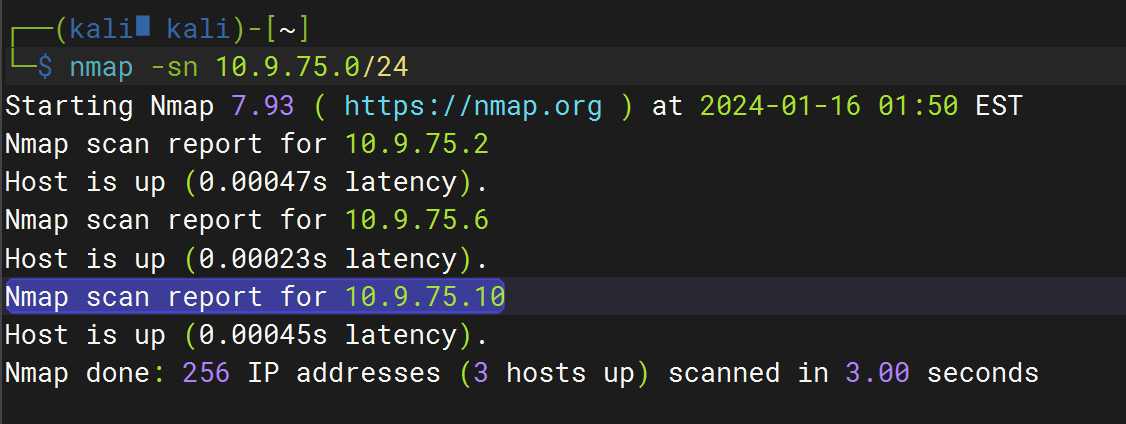 ┌──(kali▉ kali)-[~]
└─$ nmap -sn 10.9.75.0/24
Starting Nmap 7.93 ( https://nmap.org ) at 2024-01-16 01:50 EST
Nmap scan report for 10.9.75.2
Host is up (0.00047s latency).
Nmap scan report for 10.9.75.6
Host is up (0.00023s latency).
Nmap scan report for 10.9.75.10
Host is up (0.00045s latency).
Nmap done: 256 IP addresses (3 hosts up) scanned in 3.00 seconds